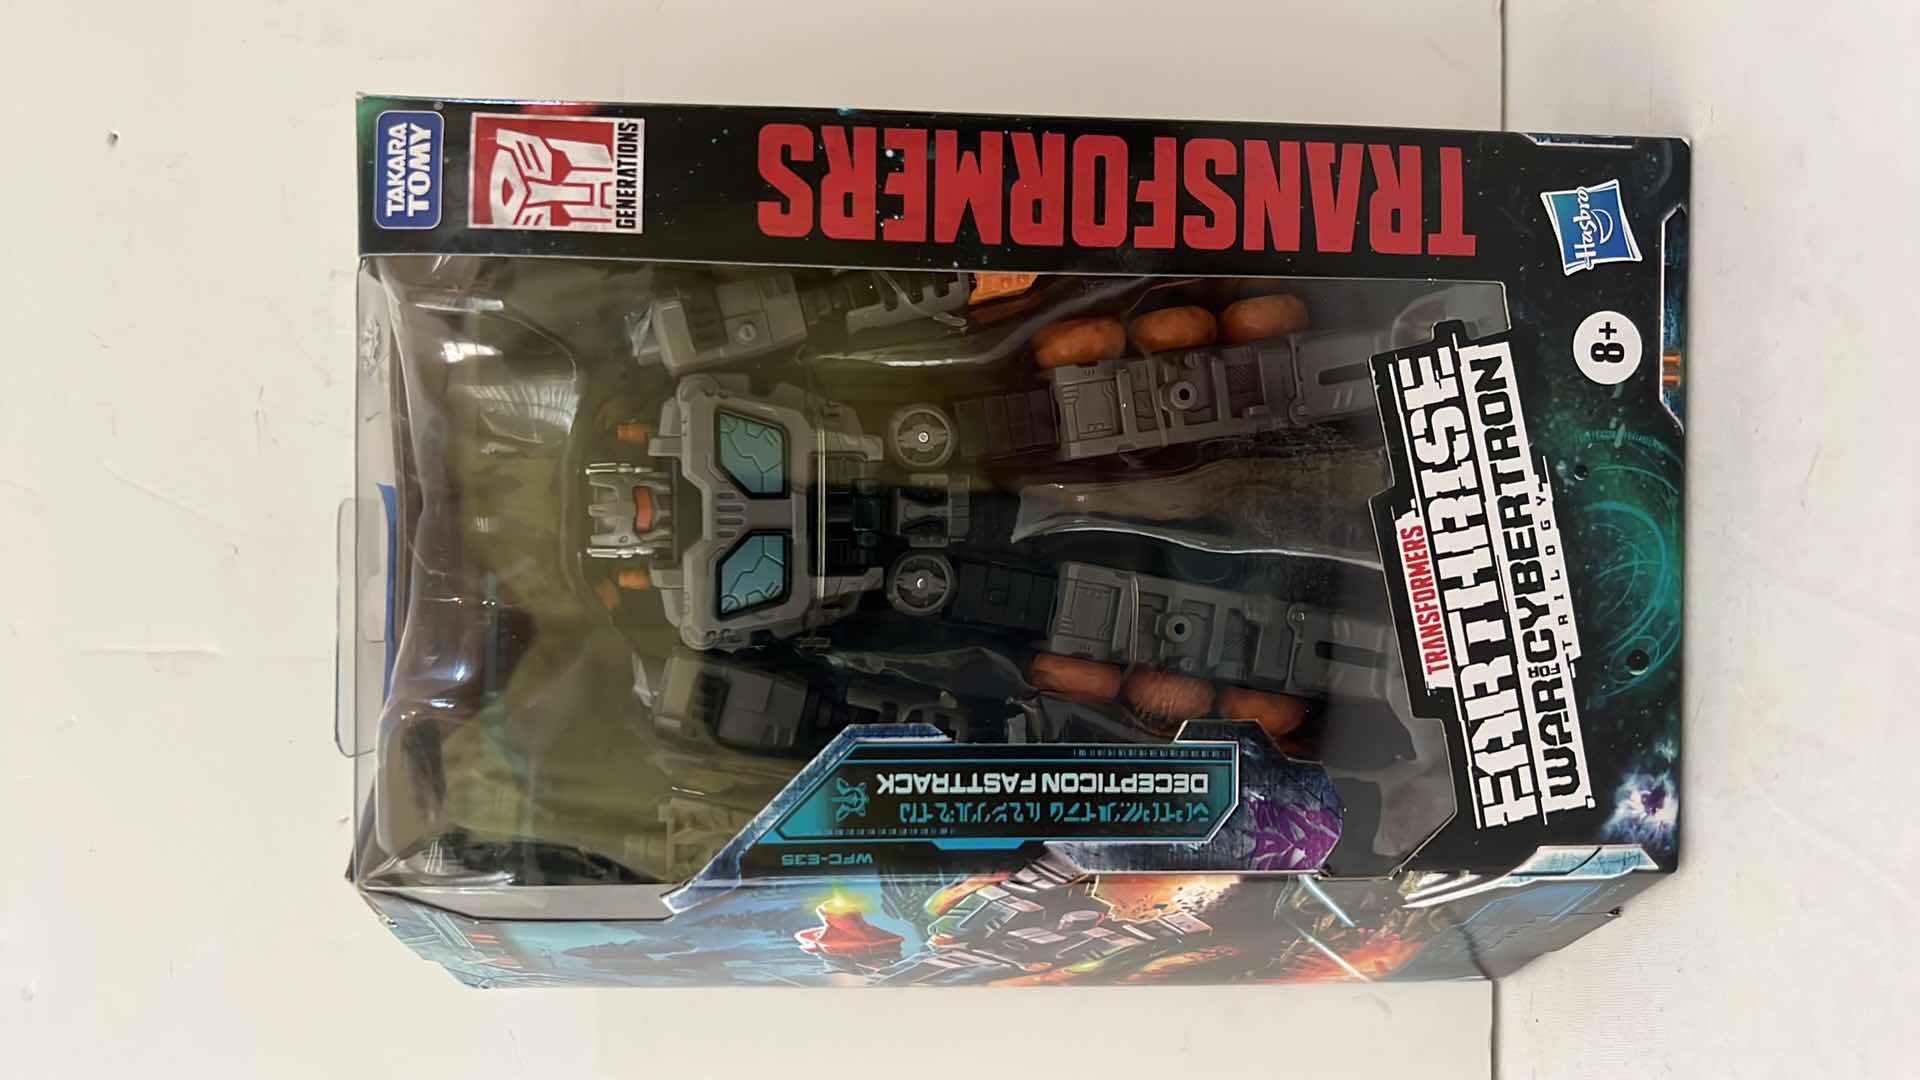 TAKARA
TOMY
®
GENERATIONS
TRANSFORMERS
Hasbro
8+
TRANSFORMERS
EARTHRISE
WAR FOR CYBERTRON
TRILOGY
DECEPTICON FASTTRACK
WFC-E35